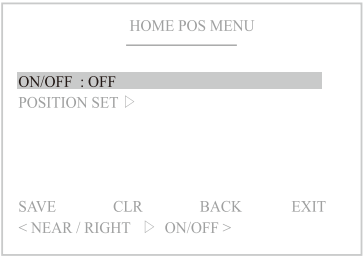 HOME POS MENU
ON/OFF : OFF
POSITION SET ▷
SAVE CLR BACK EXIT
< NEAR / RIGHT ▷ ON/OFF >